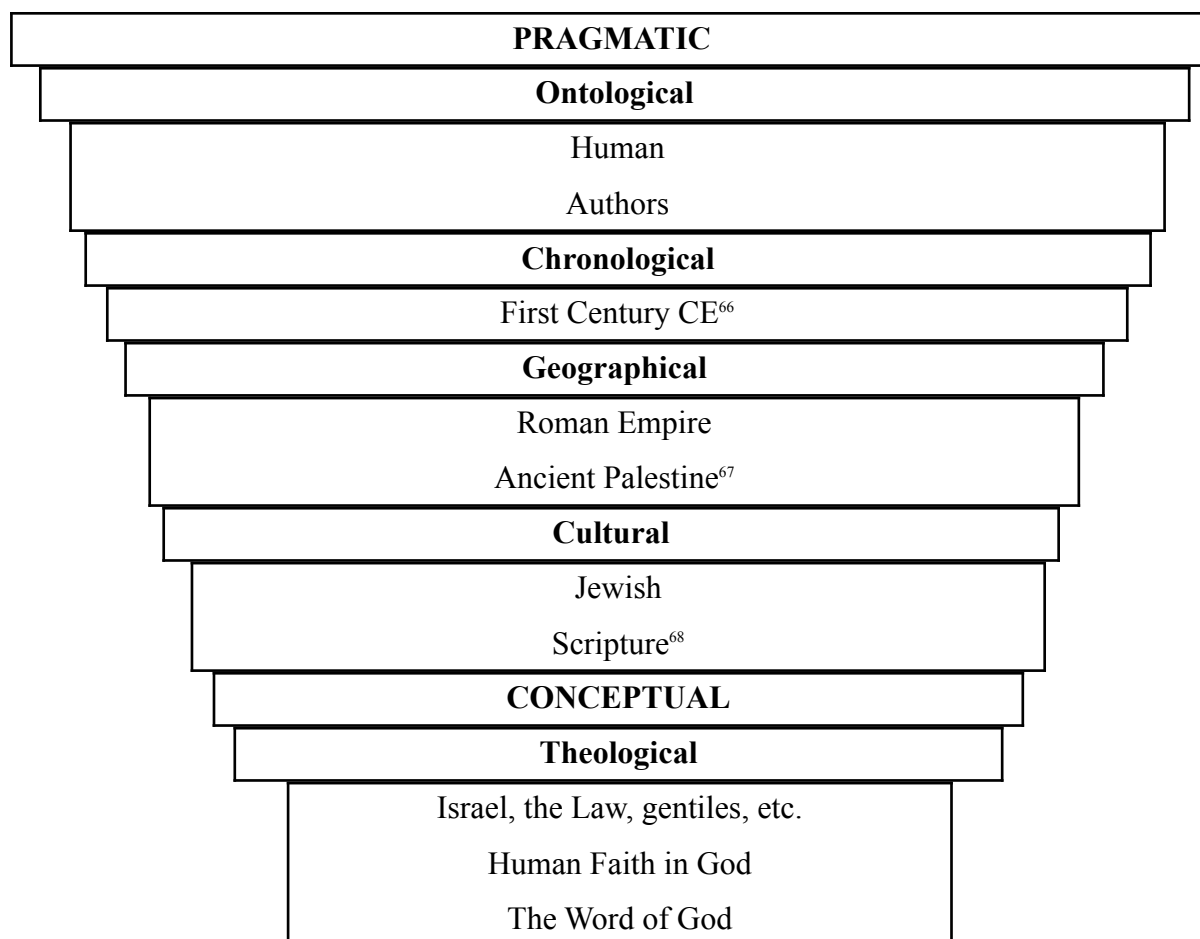 PRAGMATIC
Ontological
Human
Authors
Chronological
First Century CE⁶⁶
Geographical
Roman Empire
Ancient Palestine⁶⁷
Cultural
Jewish
Scripture⁶⁸
CONCEPTUAL
Theological
Israel, the Law, gentiles, etc.
Human Faith in God
The Word of God